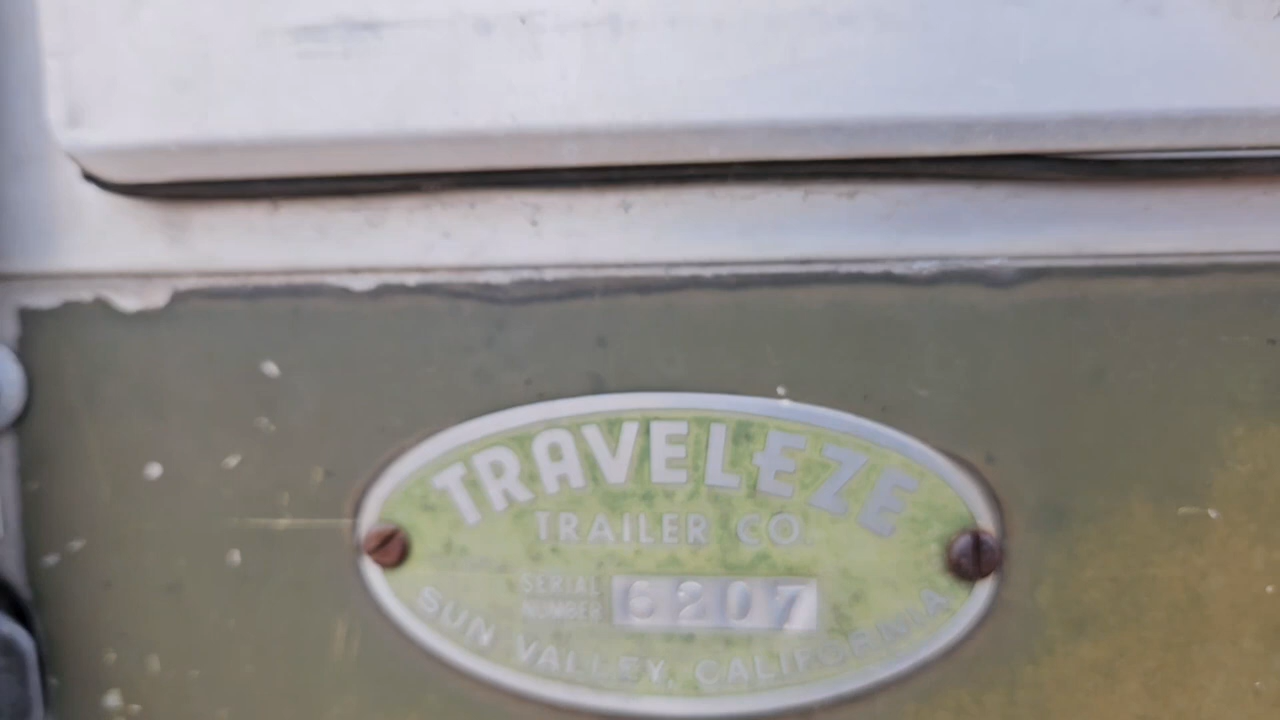 TRAVELEZE
TRAILER CO.
SERIAL
NUMBER
6207
SUN VALLEY, CALIFORNIA